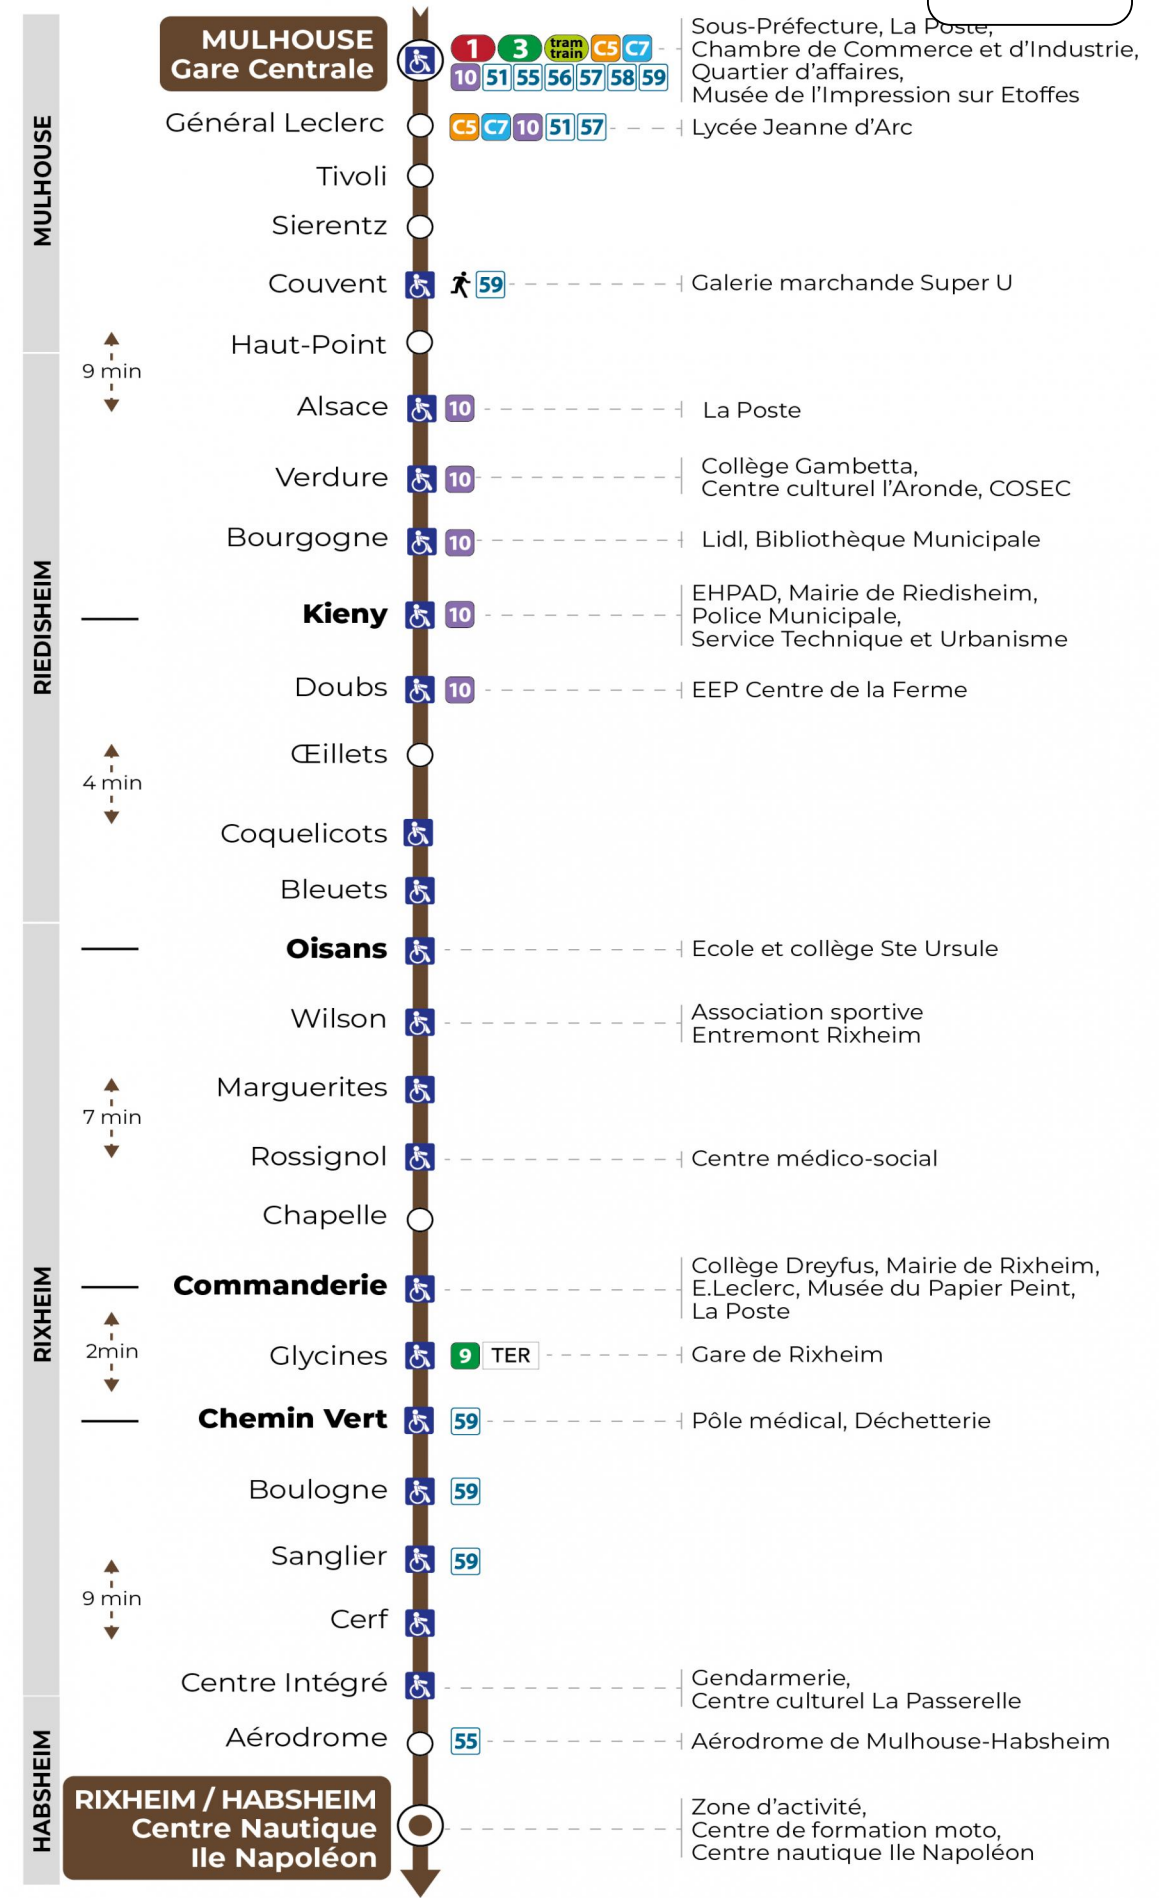 MULHOUSE
Gare Centrale
1 3 tram train C5 C7
10 51 55 56 57 58 59
Sous-Préfecture, La Poste,
Chambre de Commerce et d'Industrie,
Quartier d'affaires,
Musée de l'Impression sur Etoffes
Général Leclerc C5 C7 10 51 57 Lycée Jeanne d'Arc
Tivoli
Sierentz
Couvent 59 Galerie marchande Super U
Haut-Point
MULHOUSE
9 min
Alsace 10 La Poste
Verdure 10 Collège Gambetta,
Centre culturel l'Aronde, COSEC
Bourgogne 10 Lidl, Bibliothèque Municipale
Kieny 10 EHPAD, Mairie de Riedisheim,
Police Municipale,
Service Technique et Urbanisme
Doubs 10 EEP Centre de la Ferme
Œillets
4 min
Coquelicots
Bleuets
RIEDISHEIM
Oisans Ecole et collège Ste Ursule
Wilson Association sportive
Entremont Rixheim
Marguerites
7 min
Rossignol Centre médico-social
Chapelle
Commanderie Collège Dreyfus, Mairie de Rixheim,
E.Leclerc, Musée du Papier Peint,
La Poste
2min
Glycines 9 TER Gare de Rixheim
Chemin Vert 59 Pôle médical, Déchetterie
Boulogne 59
Sanglier 59
9 min
Cerf
Centre Intégré Gendarmerie,
Centre culturel La Passerelle
RIXHEIM
Aérodrome 55 Aérodrome de Mulhouse-Habsheim
HABSHEIM
RIXHEIM / HABSHEIM
Centre Nautique
Ile Napoléon
Zone d'activité,
Centre de formation moto,
Centre nautique Ile Napoléon